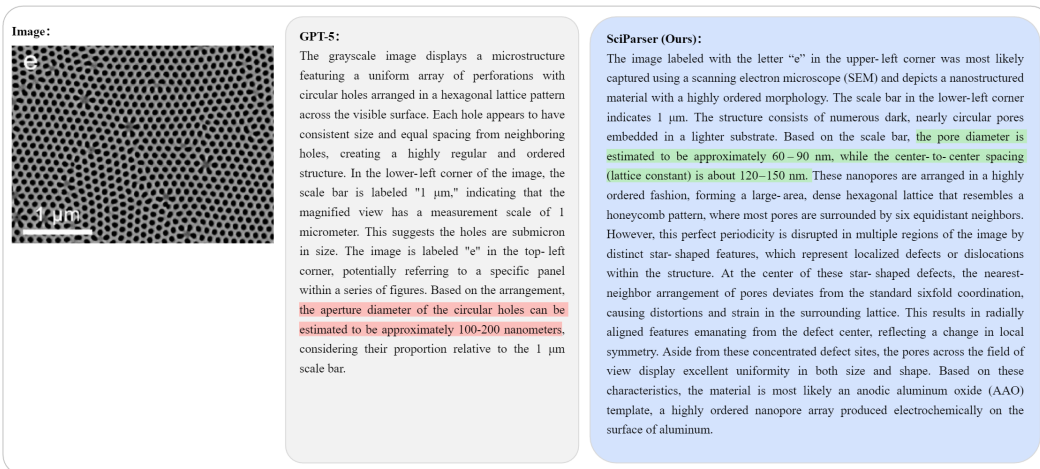 Image:
e
1 μm
GPT-5:
The grayscale image displays a microstructure
featuring a uniform array of perforations with
circular holes arranged in a hexagonal lattice pattern
across the visible surface. Each hole appears to have
consistent size and equal spacing from neighboring
holes, creating a highly regular and ordered
structure. In the lower-left corner of the image, the
scale bar is labeled "1 μm," indicating that the
magnified view has a measurement scale of 1
micrometer. This suggests the holes are submicron
in size. The image is labeled "e" in the top-left
corner, potentially referring to a specific panel
within a series of figures. Based on the arrangement,
the aperture diameter of the circular holes can be
estimated to be approximately 100-200 nanometers,
considering their proportion relative to the 1 μm
scale bar.
SciParser (Ours):
The image labeled with the letter “e” in the upper-left corner was most likely
captured using a scanning electron microscope (SEM) and depicts a nanostructured
material with a highly ordered morphology. The scale bar in the lower-left corner
indicates 1 μm. The structure consists of numerous dark, nearly circular pores
embedded in a lighter substrate. Based on the scale bar, the pore diameter is
estimated to be approximately 60–90 nm, while the center-to-center spacing
(lattice constant) is about 120–150 nm. These nanopores are arranged in a highly
ordered fashion, forming a large-area, dense hexagonal lattice that resembles a
honeycomb pattern, where most pores are surrounded by six equidistant neighbors.
However, this perfect periodicity is disrupted in multiple regions of the image by
distinct star-shaped features, which represent localized defects or dislocations
within the structure. At the center of these star-shaped defects, the nearest-
neighbor arrangement of pores deviates from the standard sixfold coordination,
causing distortions and strain in the surrounding lattice. This results in radially
aligned features emanating from the defect center, reflecting a change in local
symmetry. Aside from these concentrated defect sites, the pores across the field of
view display excellent uniformity in both size and shape. Based on these
characteristics, the material is most likely an anodic aluminum oxide (AAO)
template, a highly ordered nanopore array produced electrochemically on the
surface of aluminum.